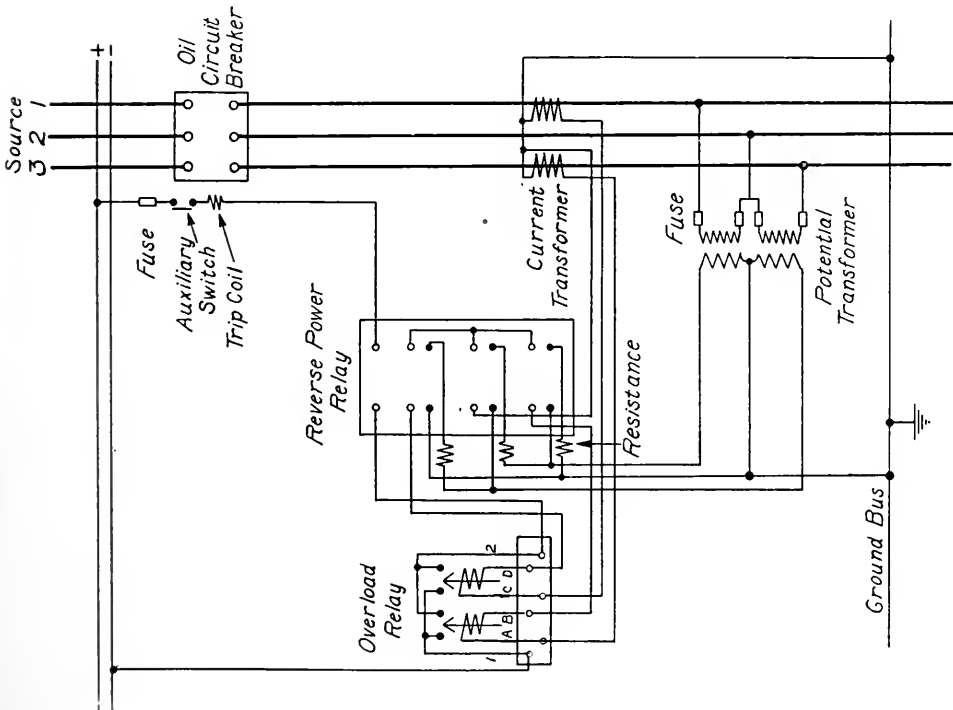 +
-
Source
1
2
3
Oil
Circuit
Breaker
Fuse
Auxiliary
Switch
Trip Coil
Current
Transformer
Fuse
Potential
Transformer
Reverse Power
Relay
Resistance
Overload
Relay
1
A
B
C
D
2
Ground Bus